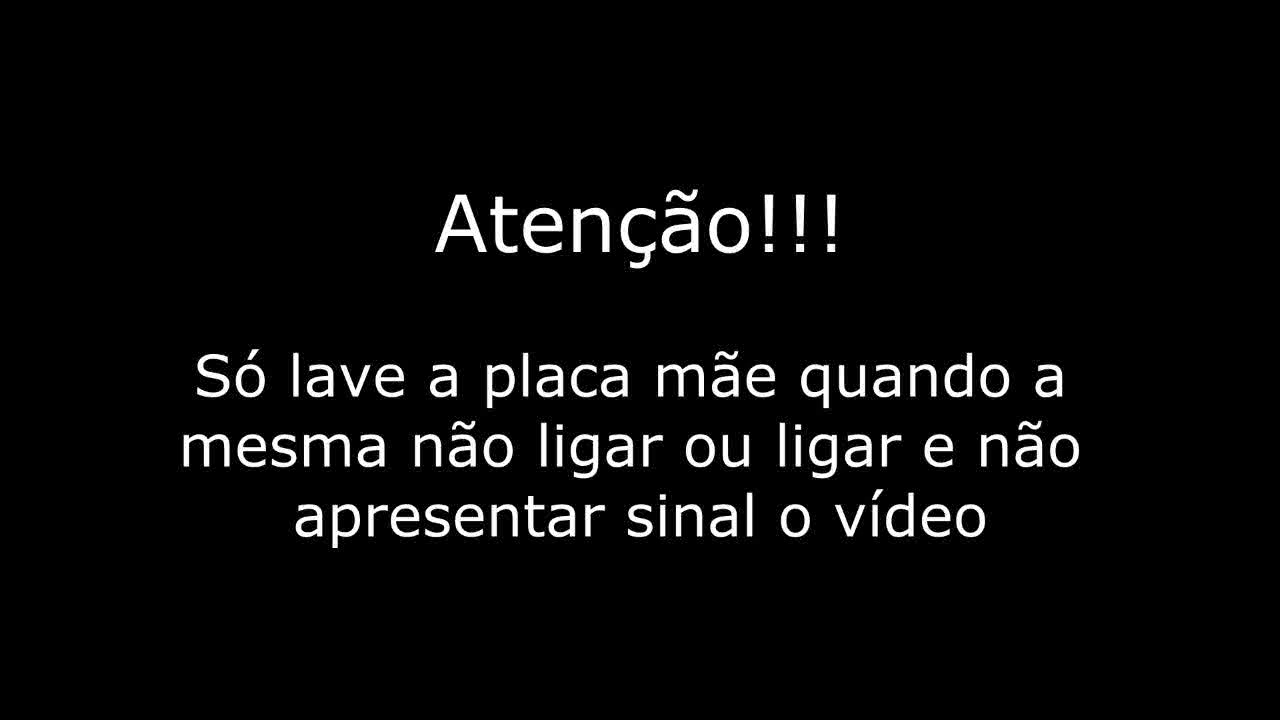 Atenção!!!
Só lave a placa mãe quando a
mesma não ligar ou ligar e não
apresentar sinal o vídeo